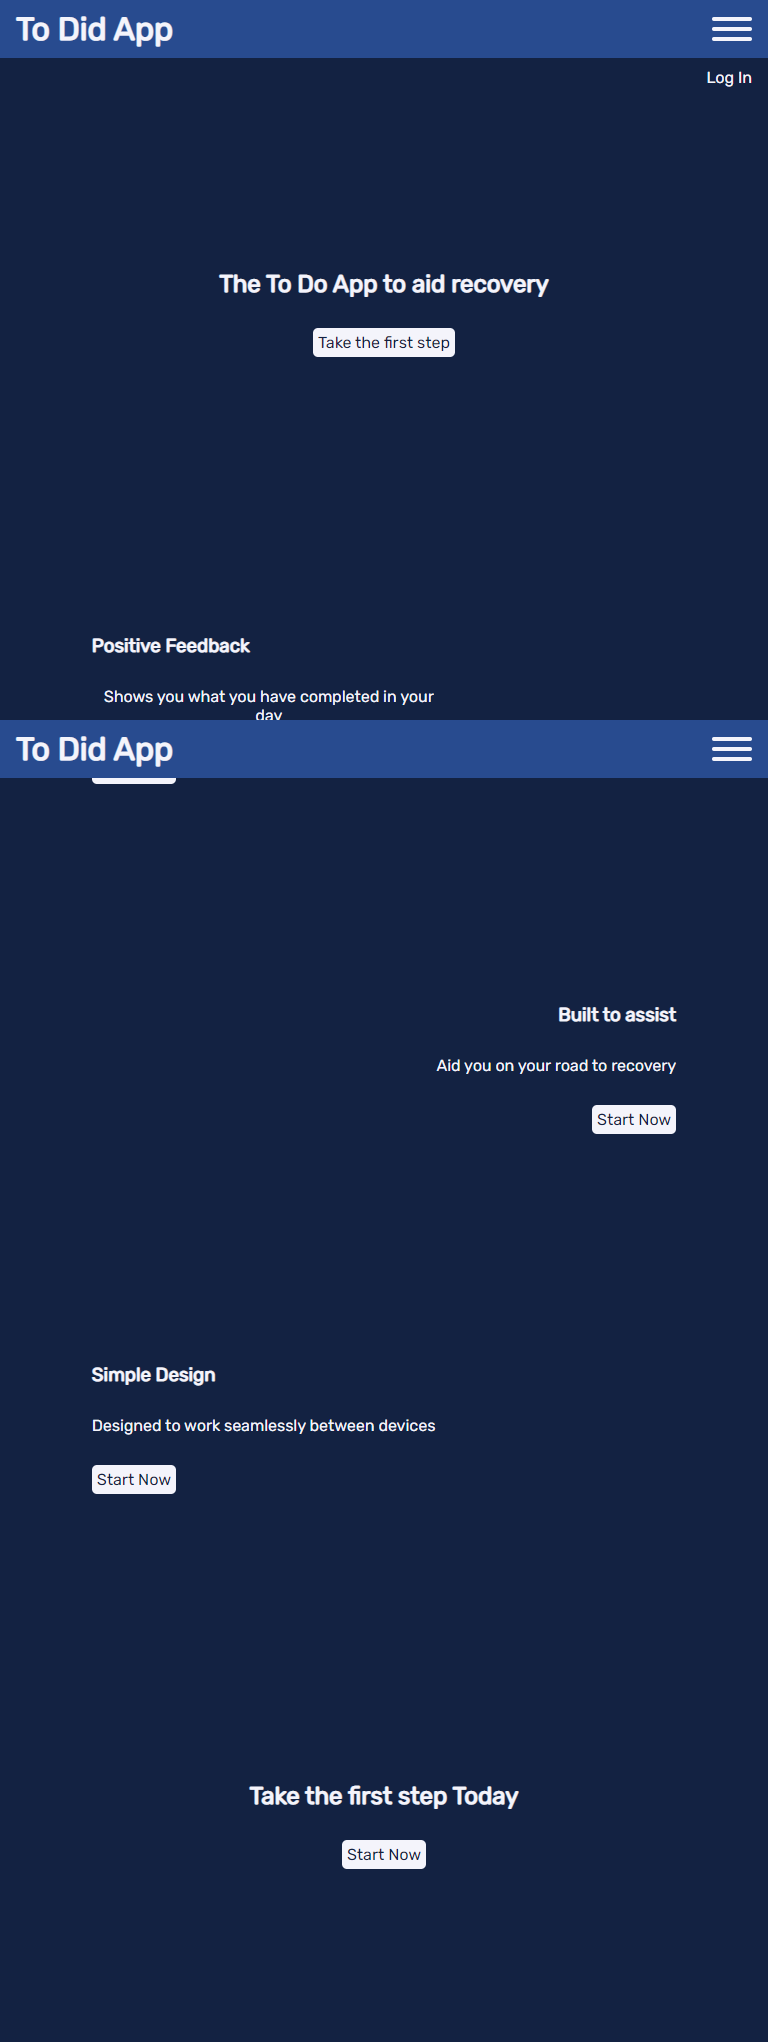 To Did App
Log In
The To Do App to aid recovery
Take the first step
Positive Feedback
Shows you what you have completed in your
day
To Did App
Built to assist
Aid you on your road to recovery
Start Now
Simple Design
Designed to work seamlessly between devices
Start Now
Take the first step Today
Start Now